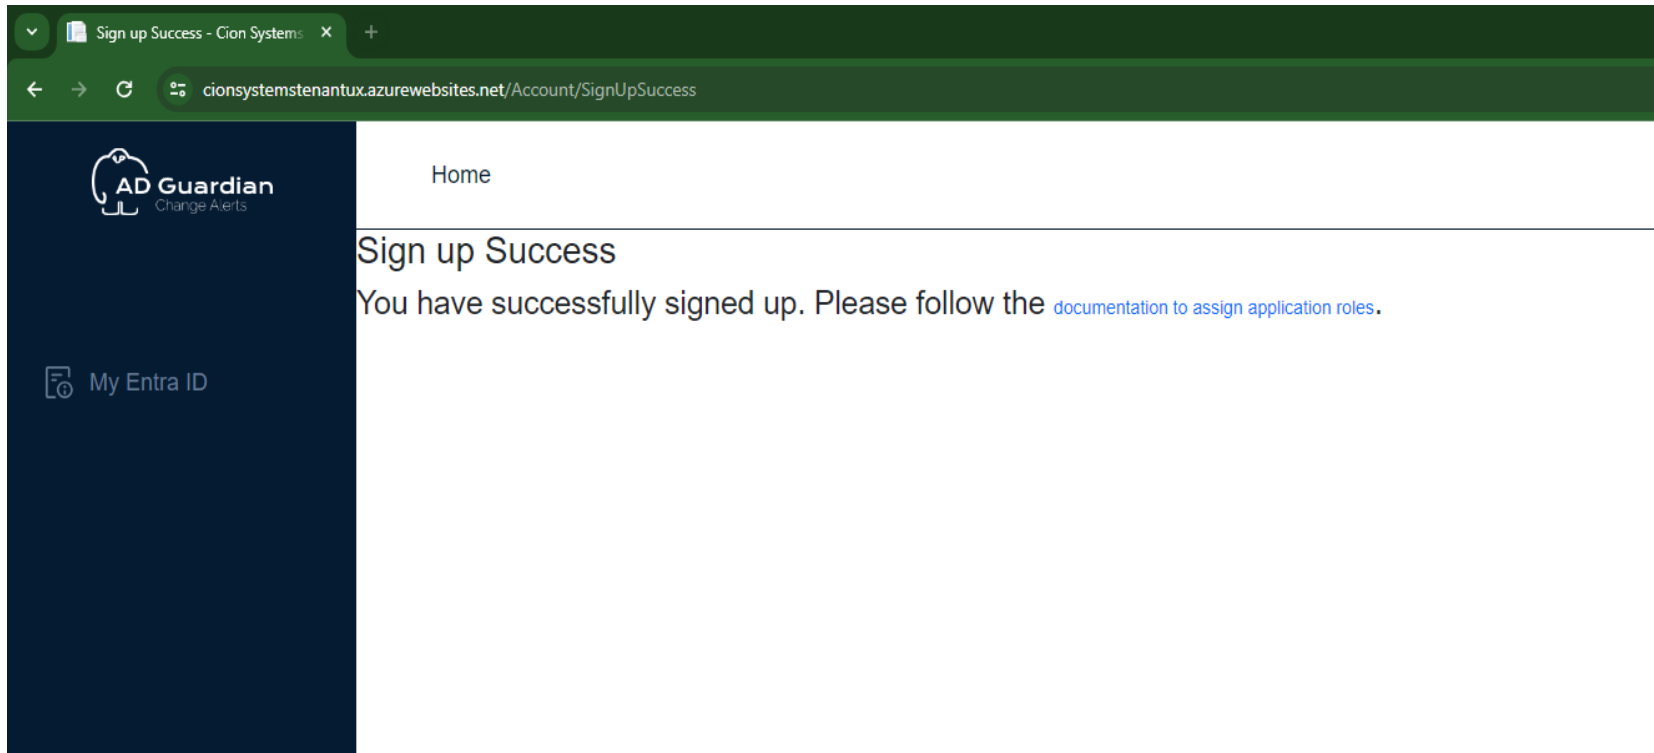 Sign up Success - Cion Systems
cionsystemstenantux.azurewebsites.net/Account/SignUpSuccess
AD Guardian
Change Alerts
Home
Sign up Success
You have successfully signed up. Please follow the documentation to assign application roles.
My Entra ID